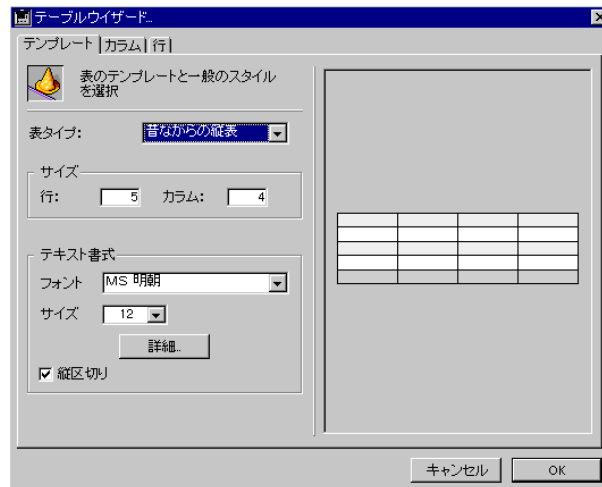 テーブルウイザード...
テンプレート カラム 行
表のテンプレートと一般のスタイル
を選択
表タイプ: 昔ながらの縦表
サイズ
行: 5 カラム: 4
テキスト書式
フォント MS 明朝
サイズ 12
詳細...
縦区切り
キャンセル OK